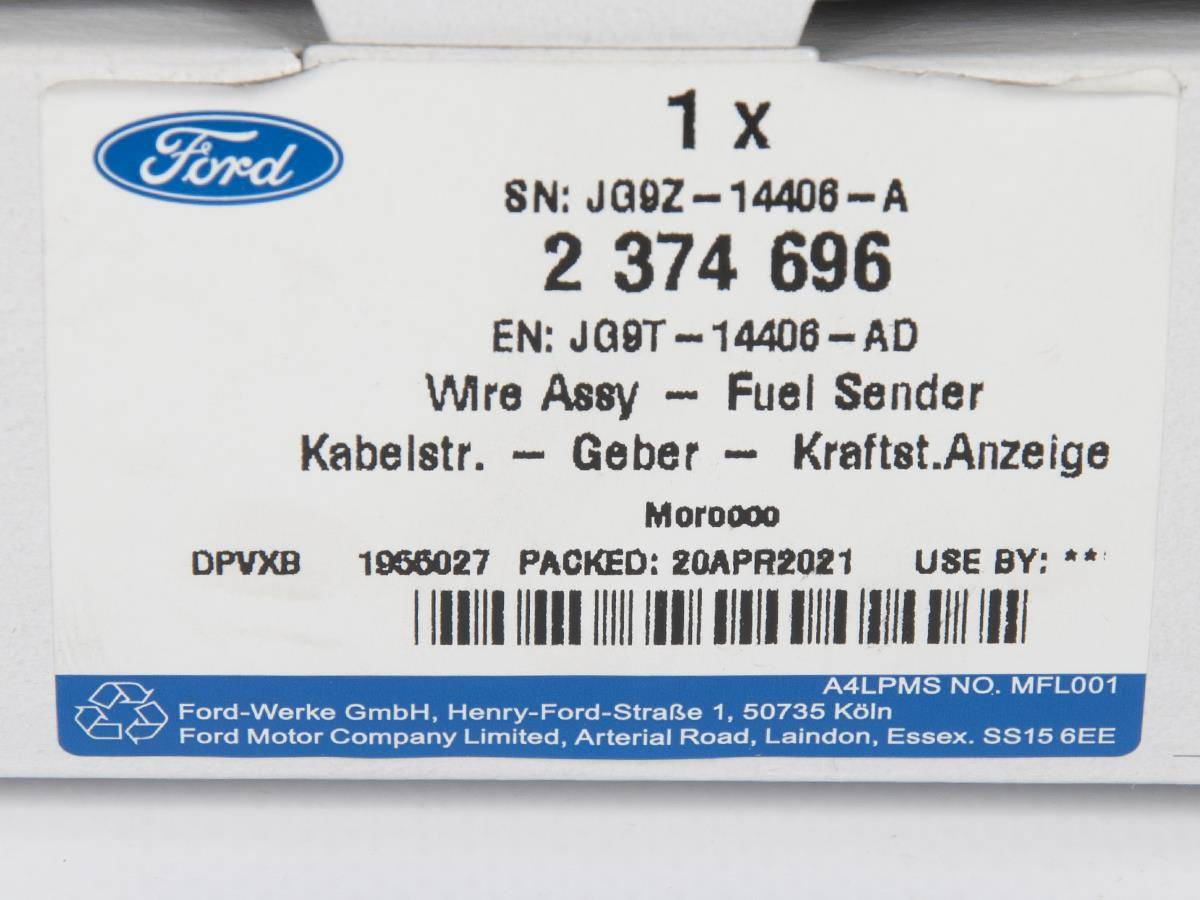 Ford
1 x
SN: JG9Z-14406-A
2 374 696
EN: JG9T-14406-AD
Wire Assy - Fuel Sender
Kabelstr. - Geber - Kraftst.Anzeige
Morocco
DPVXB 1955027 PACKED: 20APR2021 USE BY: **
A4LPMS NO. MFL001
Ford-Werke GmbH, Henry-Ford-Straße 1, 50735 Köln
Ford Motor Company Limited, Arterial Road, Laindon, Essex. SS15 6EE